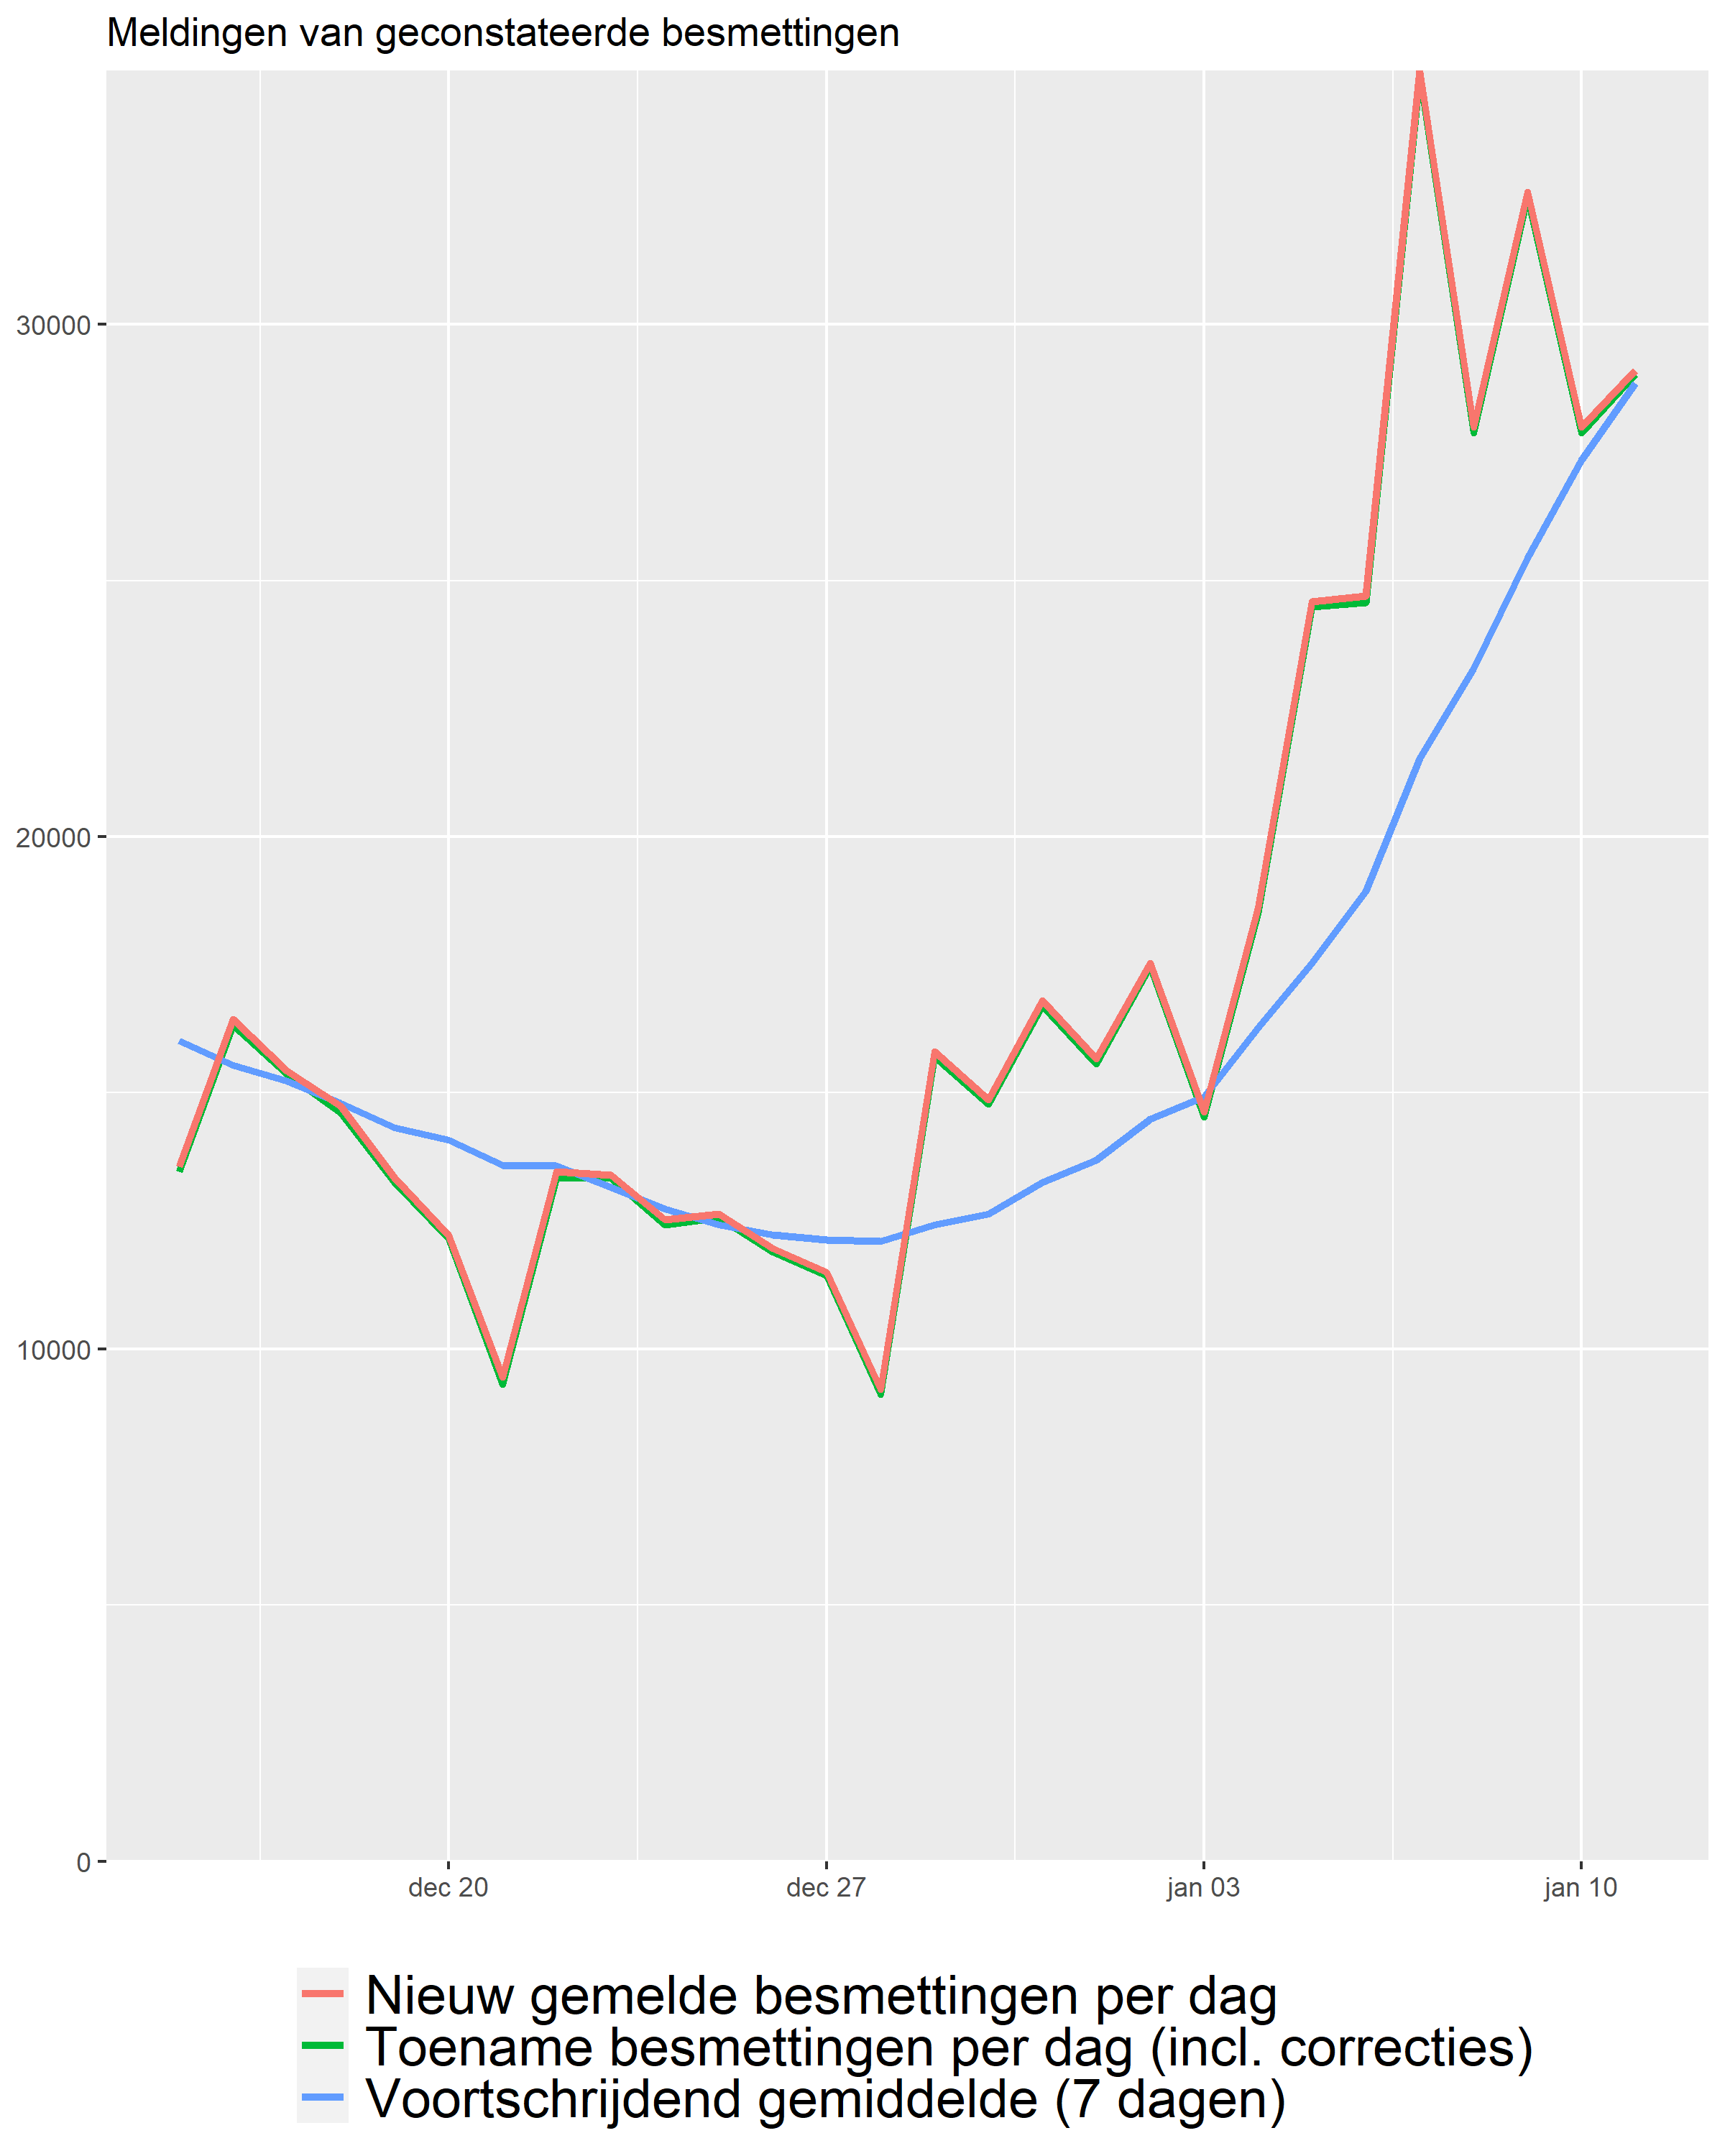 Meldingen van geconstateerde besmettingen
30000
20000
10000
0
dec 20
dec 27
jan 03
jan 10
Nieuw gemelde besmettingen per dag
Toename besmettingen per dag (incl. correcties)
Voortschrijdend gemiddelde (7 dagen)